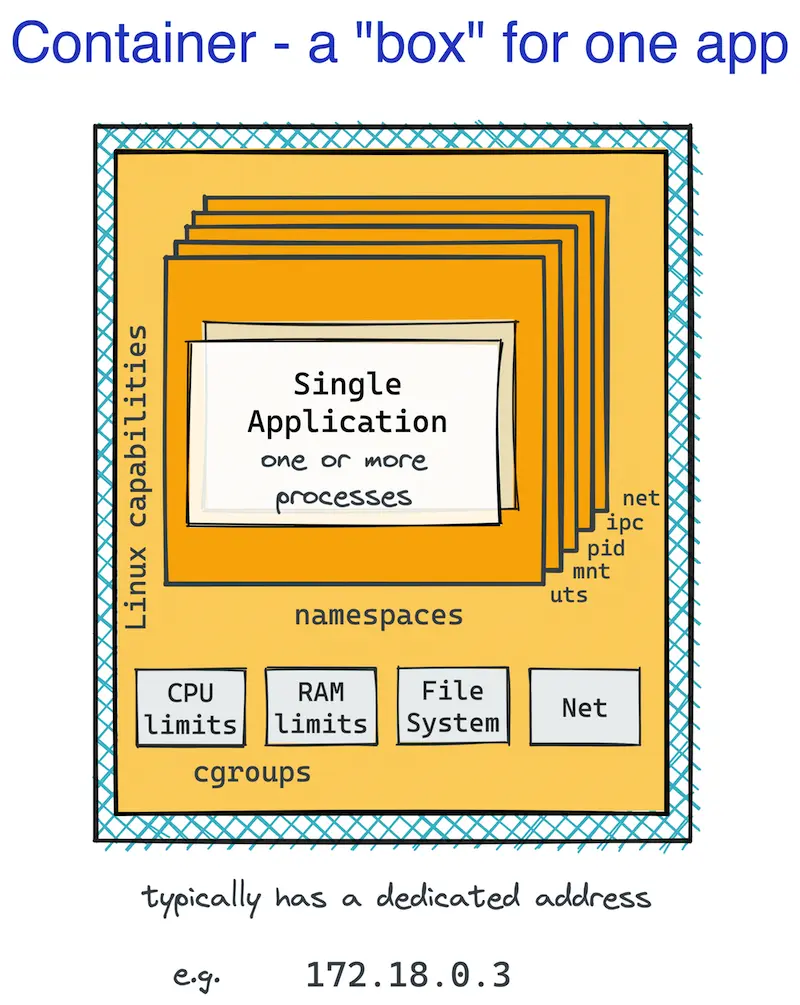 Container - a "box" for one app
Linux capabilities
Single
Application
one or more
processes
net
ipc
pid
mnt
uts
namespaces
CPU
limits
RAM
limits
File
System
Net
cgroups
typically has a dedicated address
e.g. 172.18.0.3